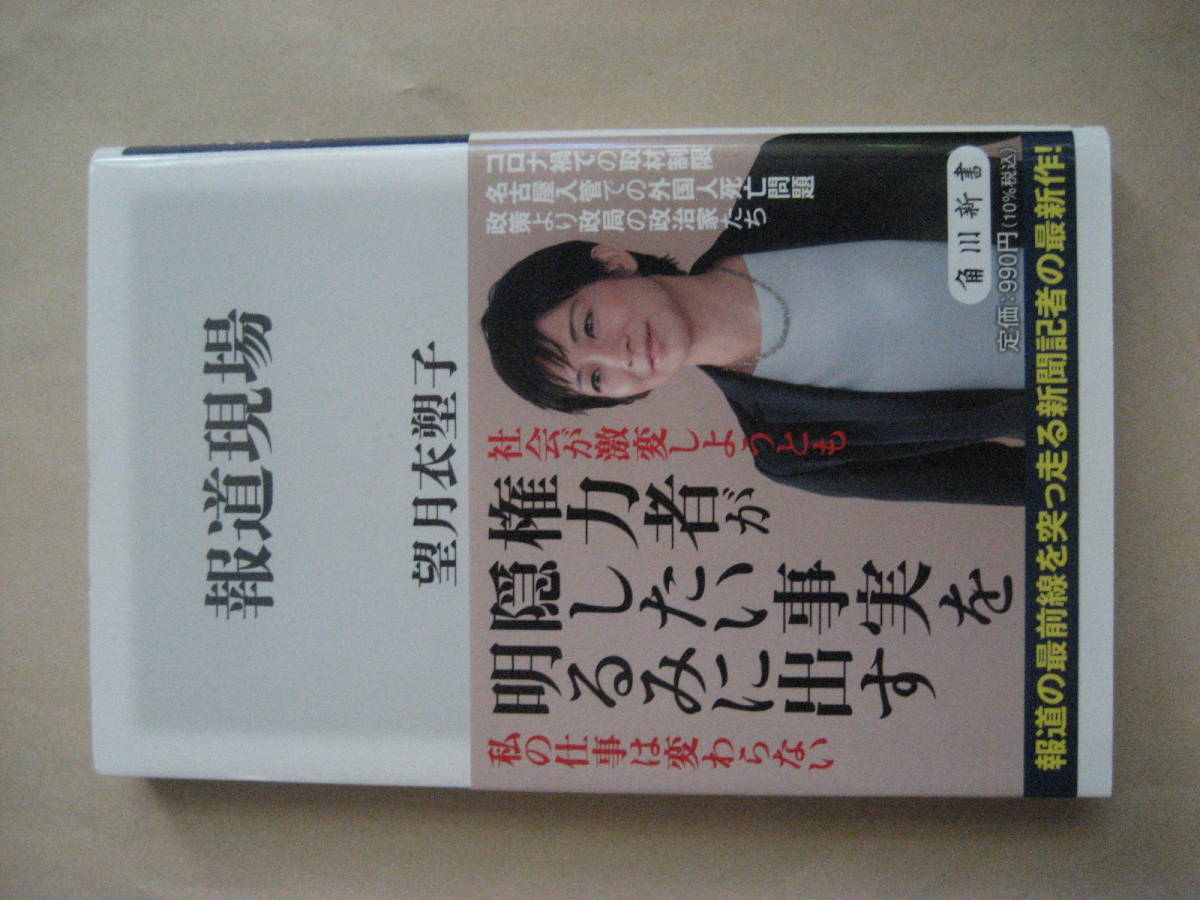 報道現場
望月衣塑子
コロナ禍での取材制限
名古屋入管での外国人死亡問題
政策より政局の政治家たち
社会が激変しようとも
権力者が
隠したい事実を
明るみに出す
私の仕事は変わらない
角川新書
定価：990円(10%税込)
報道の最前線を突っ走る新聞記者の最新作!